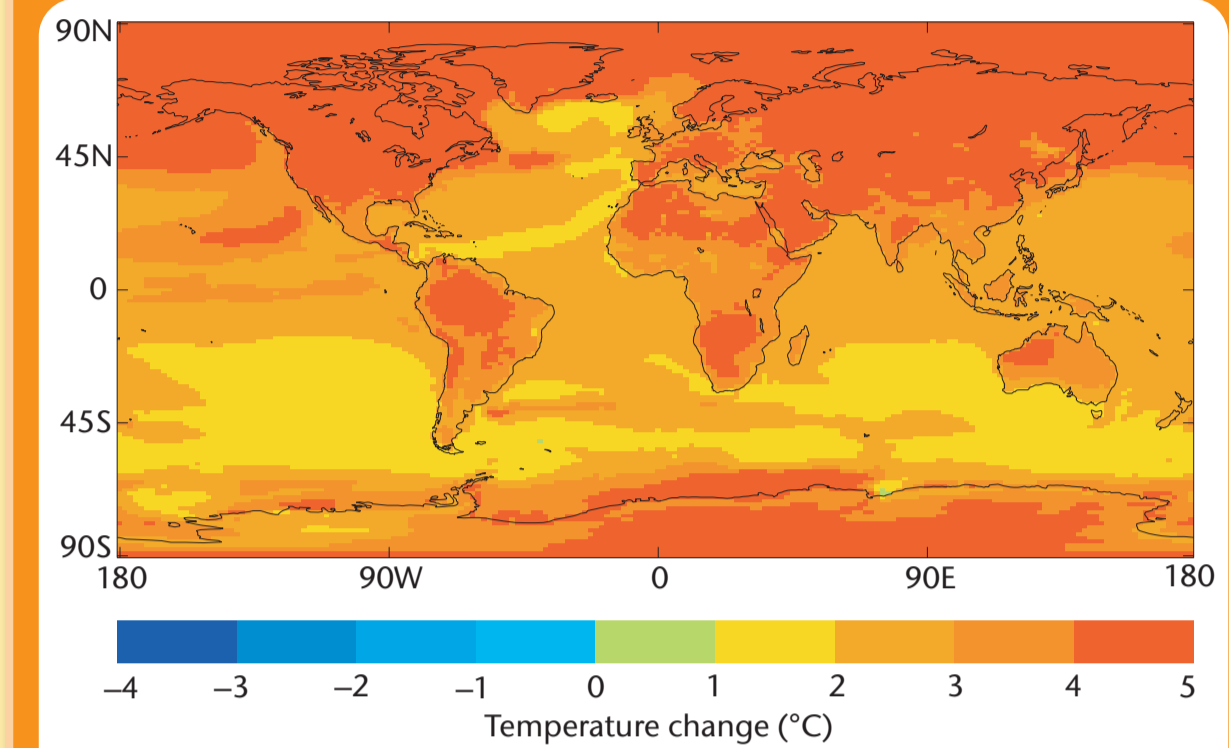 90N
45N
0
45S
90S
180 90W 0 90E 180
–4 –3 –2 –1 0 1 2 3 4 5
Temperature change (°C)